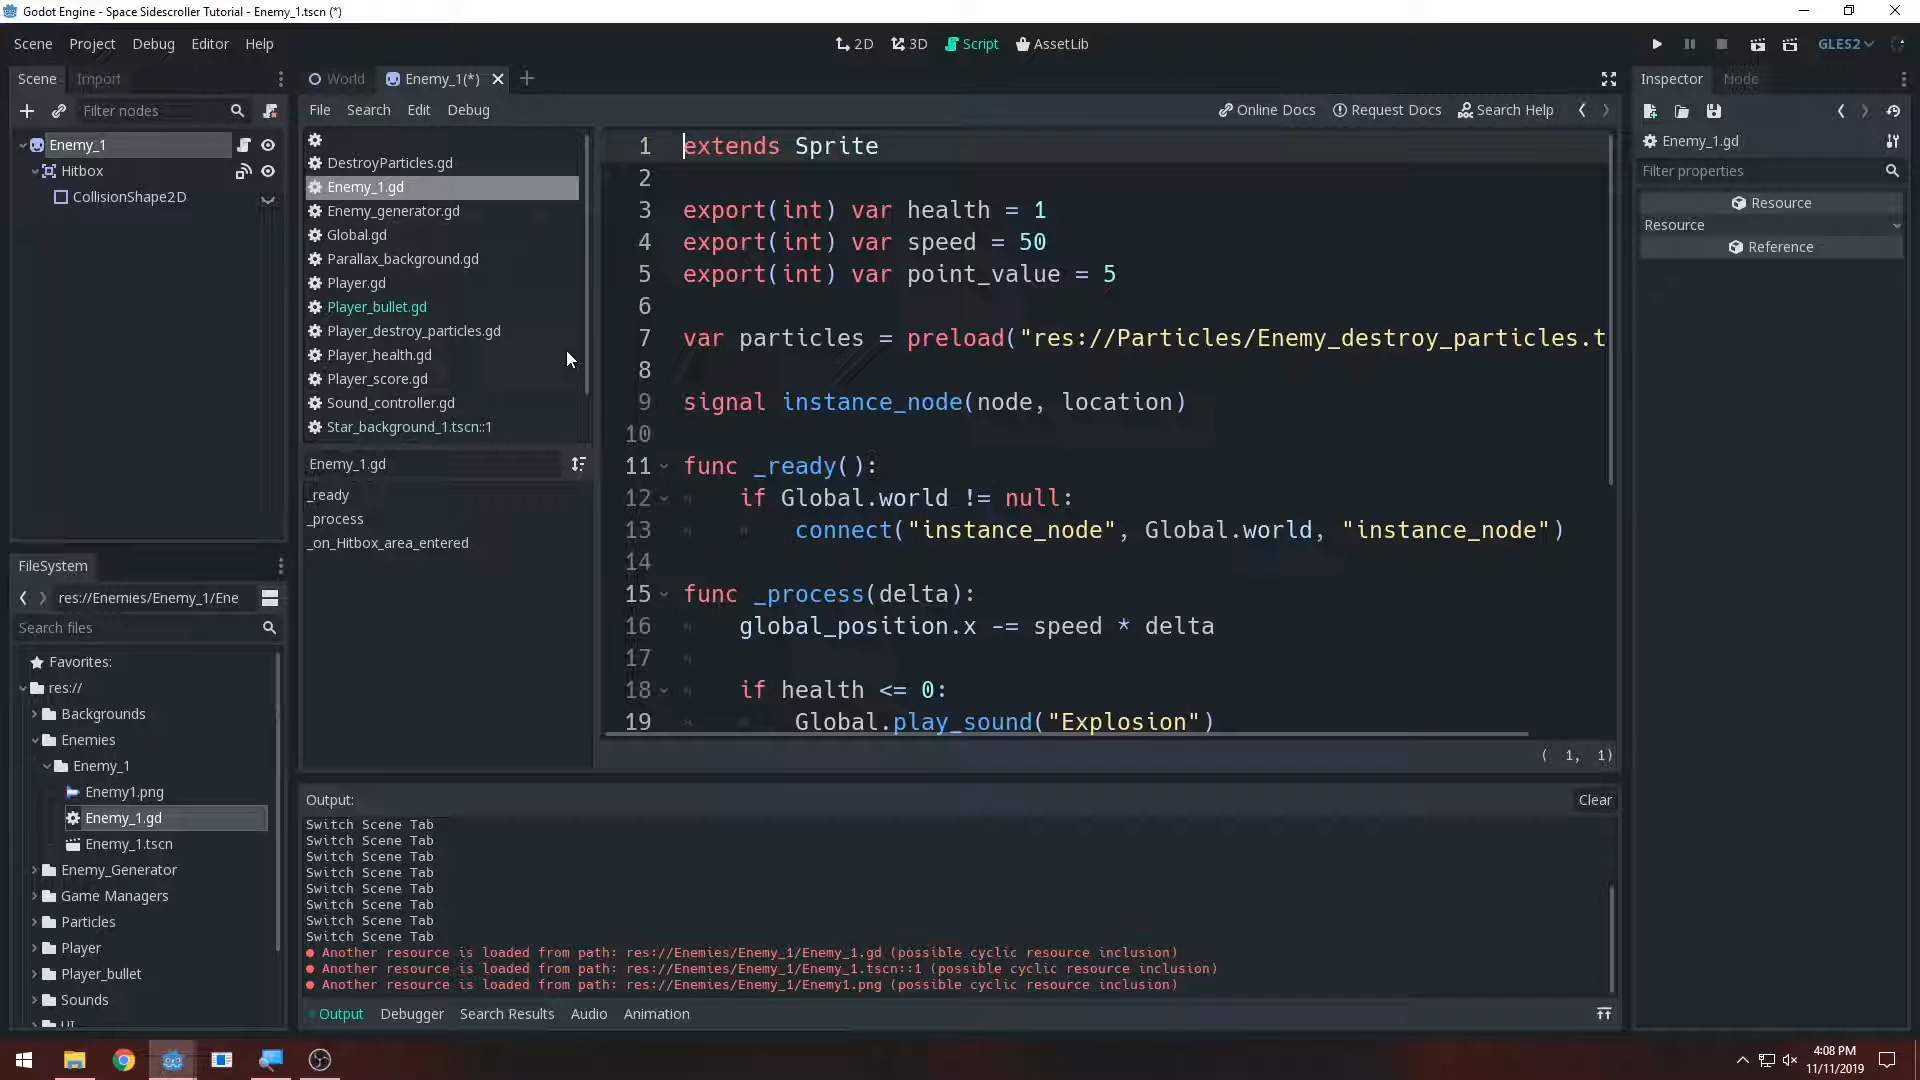 Godot Engine - Space Sidescroller Tutorial - Enemy_1.tscn (*)
Scene Project Debug Editor Help
2D 3D Script AssetLib
GLES2
Scene Import
World Enemy_1(*)
Inspector Node
Filter nodes
File Search Edit Debug
Online Docs Request Docs Search Help
Enemy_1
Hitbox
CollisionShape2D
DestroyParticles.gd
Enemy_1.gd
Enemy_generator.gd
Global.gd
Parallax_background.gd
Player.gd
Player_bullet.gd
Player_destroy_particles.gd
Player_health.gd
Player_score.gd
Sound_controller.gd
Star_background_1.tscn::1
Enemy_1.gd
_ready
_process
_on_Hitbox_area_entered
1 extends Sprite
2
3 export(int) var health = 1
4 export(int) var speed = 50
5 export(int) var point_value = 5
6
7 var particles = preload("res://Particles/Enemy_destroy_particles.t
8
9 signal instance_node(node, location)
10
11 func _ready():
12 if Global.world != null:
13 connect("instance_node", Global.world, "instance_node")
14
15 func _process(delta):
16 global_position.x -= speed * delta
17
18 if health <= 0:
19 Global.play_sound("Explosion")
( 1, 1)
Enemy_1.gd
Filter properties
Resource
Resource
Reference
FileSystem
res://Enemies/Enemy_1/Ene
Search files
Favorites:
res://
Backgrounds
Enemies
Enemy_1
Enemy1.png
Enemy_1.gd
Enemy_1.tscn
Enemy_Generator
Game Managers
Particles
Player
Player_bullet
Sounds
UI
Output:
Clear
Switch Scene Tab
Switch Scene Tab
Switch Scene Tab
Switch Scene Tab
Switch Scene Tab
Switch Scene Tab
Switch Scene Tab
Switch Scene Tab
Another resource is loaded from path: res://Enemies/Enemy_1/Enemy_1.gd (possible cyclic resource inclusion)
Another resource is loaded from path: res://Enemies/Enemy_1/Enemy_1.tscn::1 (possible cyclic resource inclusion)
Another resource is loaded from path: res://Enemies/Enemy_1/Enemy1.png (possible cyclic resource inclusion)
Output Debugger Search Results Audio Animation
4:08 PM
11/11/2019